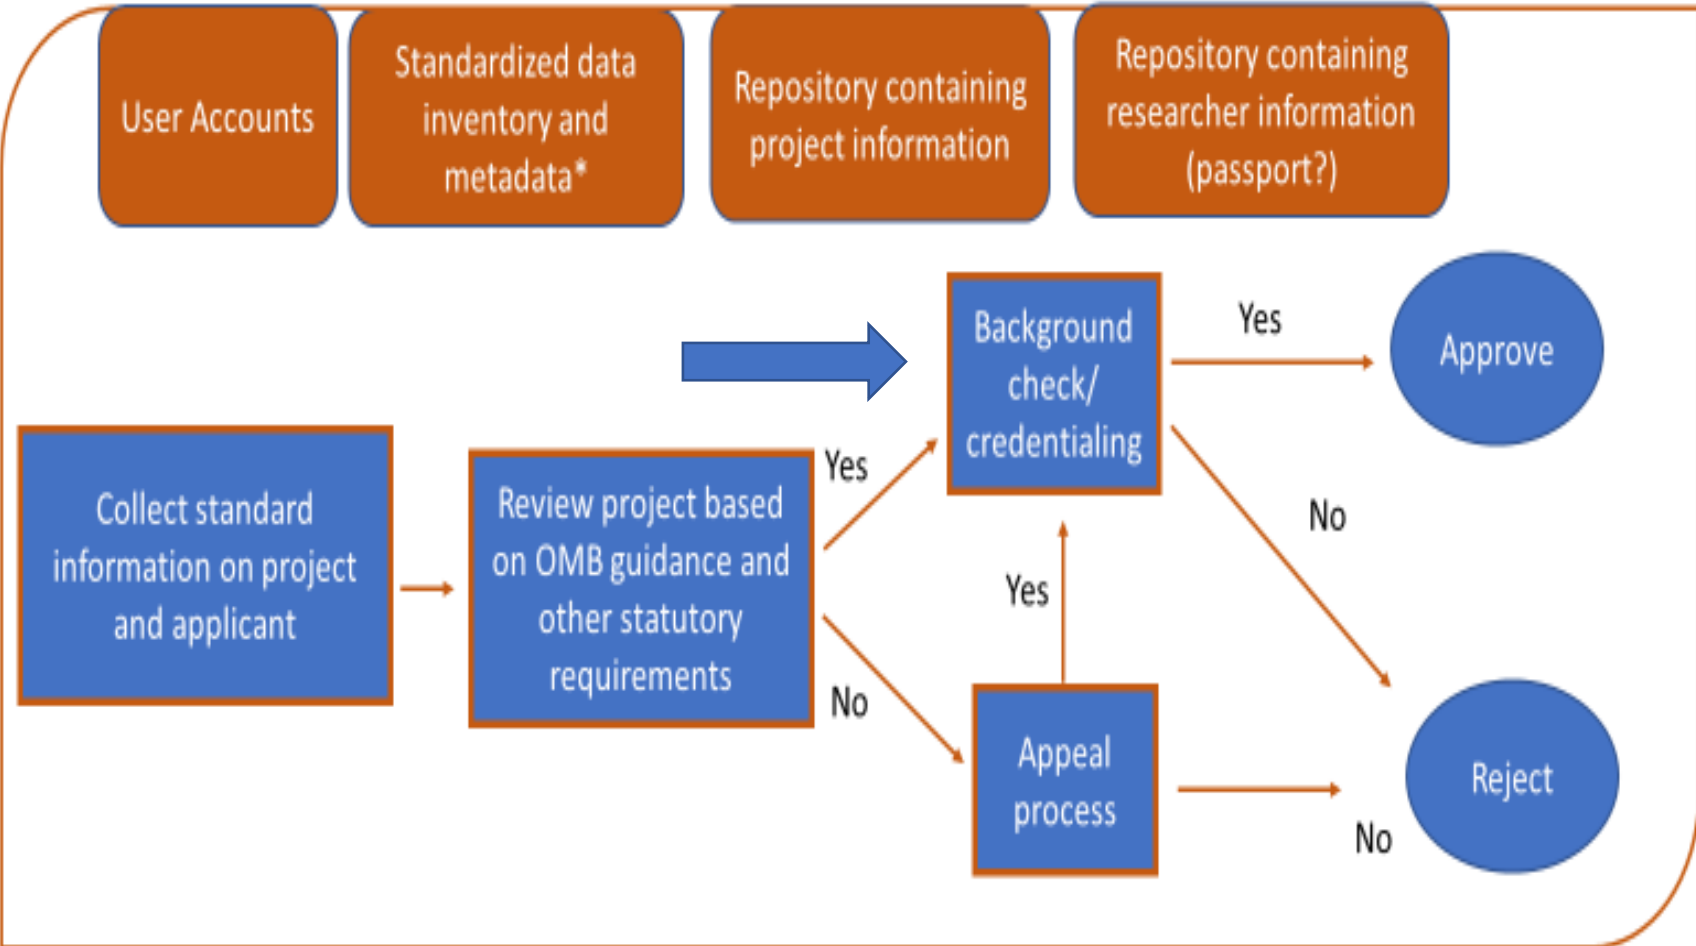 User Accounts
Standardized data
inventory and
metadata*
Repository containing
project information
Repository containing
researcher information
(passport?)
Collect standard
information on project
and applicant
Review project based
on OMB guidance and
other statutory
requirements
Yes
No
Background
check/
credentialing
Yes
Appeal
process
Yes
No
No
Approve
Reject